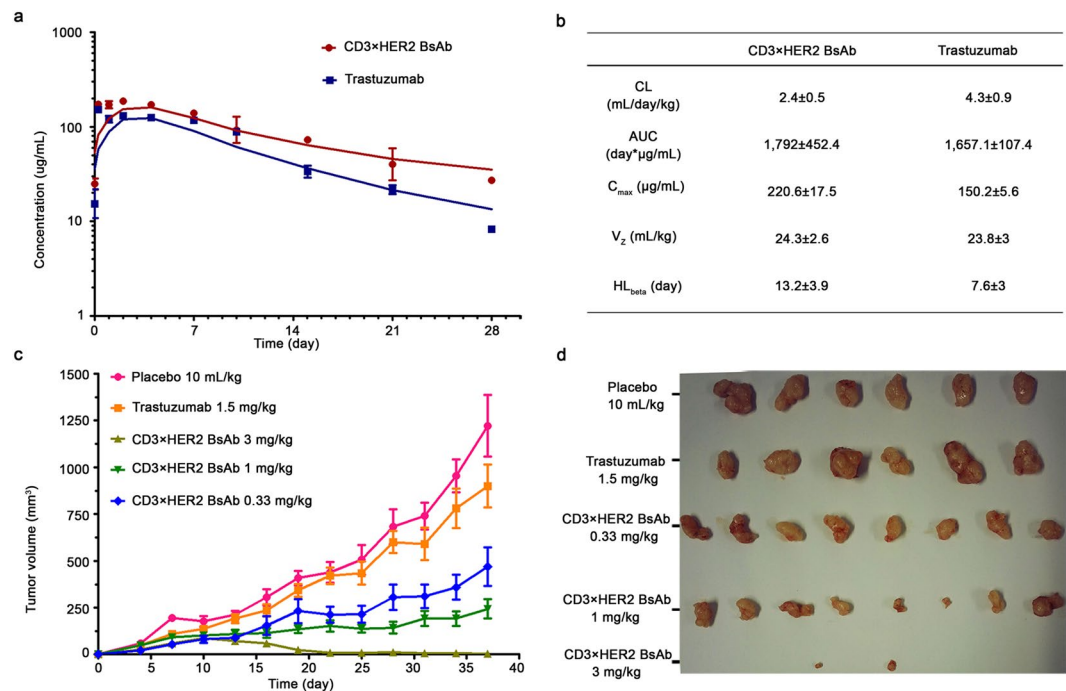 a
CD3×HER2 BsAb
Trastuzumab
Concentration (ug/mL)
1000
100
10
1
0
7
14
21
28
Time (day)
b
CD3×HER2 BsAb
Trastuzumab
CL
(mL/day/kg)
2.4±0.5
4.3±0.9
AUC
(day*µg/mL)
1,792±452.4
1,657.1±107.4
Cmax (µg/mL)
220.6±17.5
150.2±5.6
VZ (mL/kg)
24.3±2.6
23.8±3
HLbeta (day)
13.2±3.9
7.6±3
c
Placebo 10 mL/kg
Trastuzumab 1.5 mg/kg
CD3×HER2 BsAb 3 mg/kg
CD3×HER2 BsAb 1 mg/kg
CD3×HER2 BsAb 0.33 mg/kg
Tumor volume (mm³)
1500
1250
1000
750
500
250
0
0
5
10
15
20
25
30
35
40
Time (day)
d
Placebo
10 mL/kg
Trastuzumab
1.5 mg/kg
CD3×HER2 BsAb
0.33 mg/kg
CD3×HER2 BsAb
1 mg/kg
CD3×HER2 BsAb
3 mg/kg